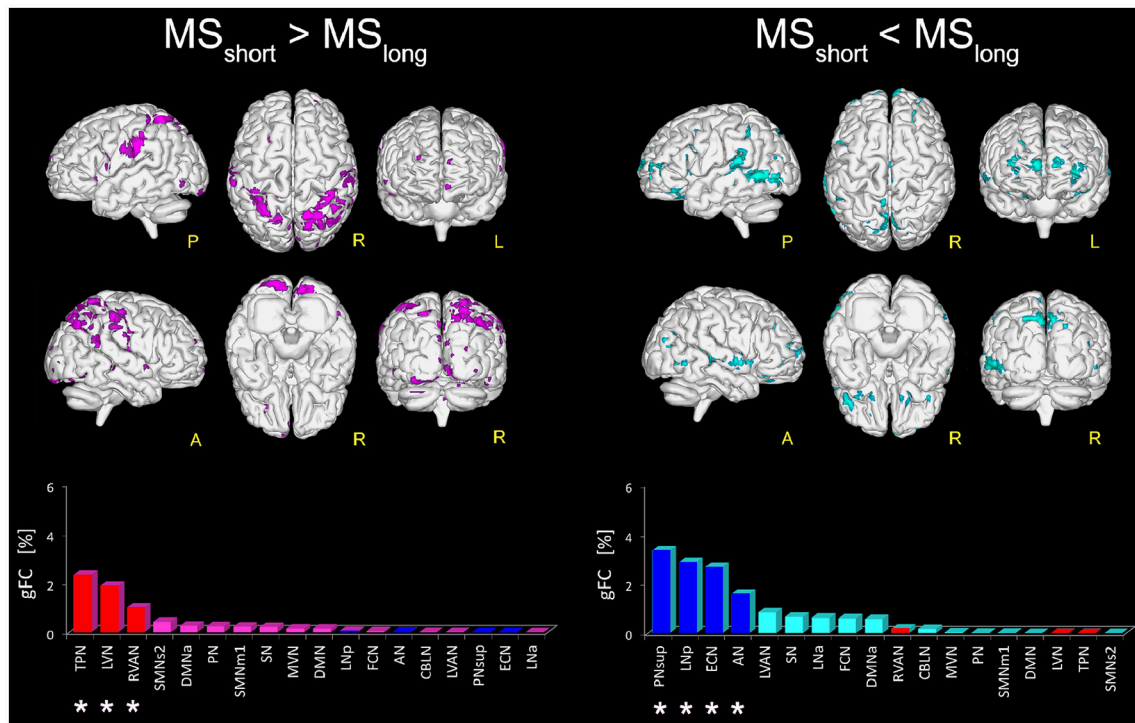 MSshort > MSlong
P
R
L
A
R
R
gFC [%]
6
4
2
0
TPN
LVN
RVAN
SMNs2
DMNa
PN
SMNm1
SN
MVN
DMN
LNp
FCN
AN
CBLN
LVAN
PNsup
ECN
LNa
* * *
MSshort < MSlong
P
R
L
A
R
R
gFC [%]
6
4
2
0
PNsup
LNp
ECN
AN
LVAN
SN
LNa
FCN
DMNa
RVAN
CBLN
MVN
PN
SMNm1
DMN
LVN
TPN
SMNs2
* * * *